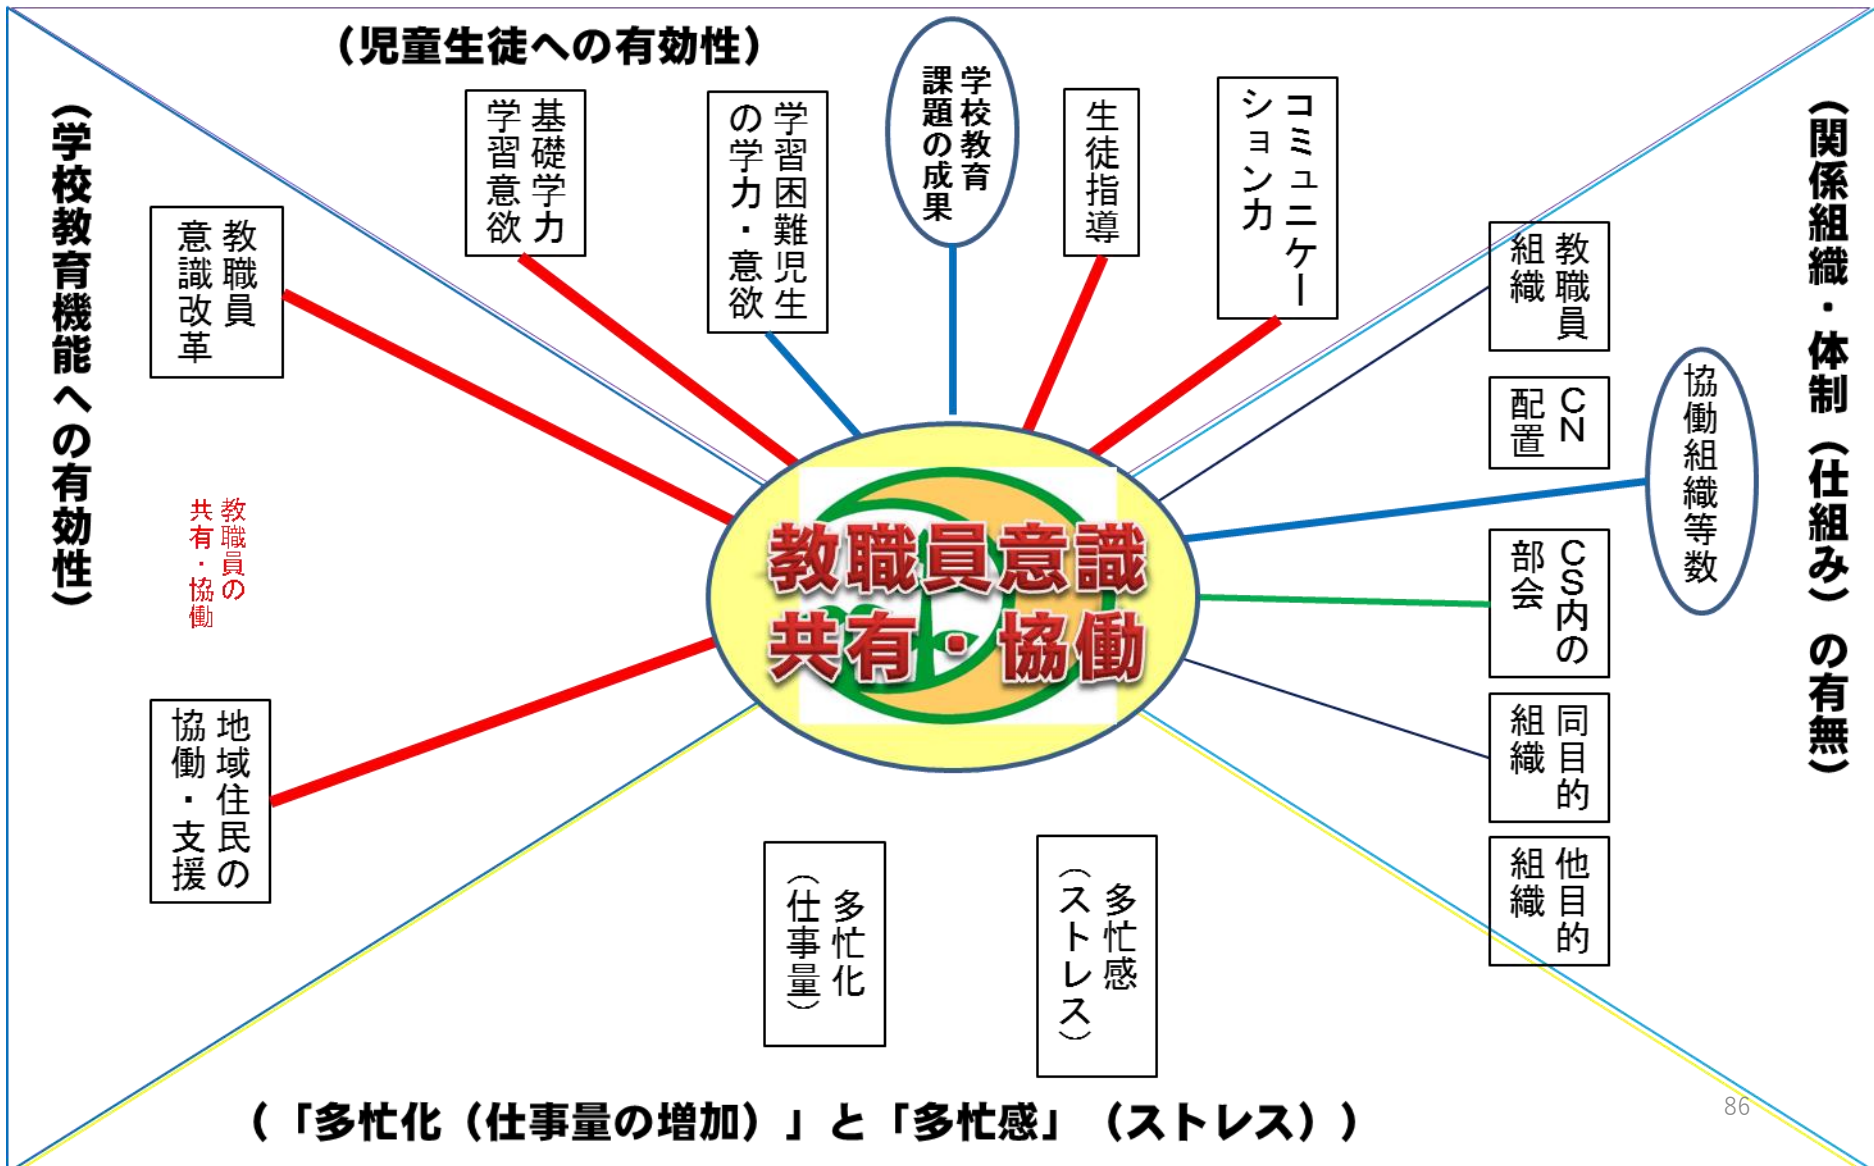 （児童生徒への有効性）
（学校教育機能への有効性）
教職員
意識改革
教職員の
共有・協働
地域住民の
協働・支援
基礎学力
学習意欲
学習困難児生
の学力・意欲
学校教育
課題の成果
生徒指導
コミュニケー
ション力
教職員意識
共有・協働
（関係組織・体制（仕組み）の有無）
教職員
組織
ＣＮ
配置
協働組織等数
ＣＳ内の
部会
同目的
組織
他目的
組織
多忙化
（仕事量）
多忙感
（ストレス）
（「多忙化（仕事量の増加）」と「多忙感」（ストレス））
86